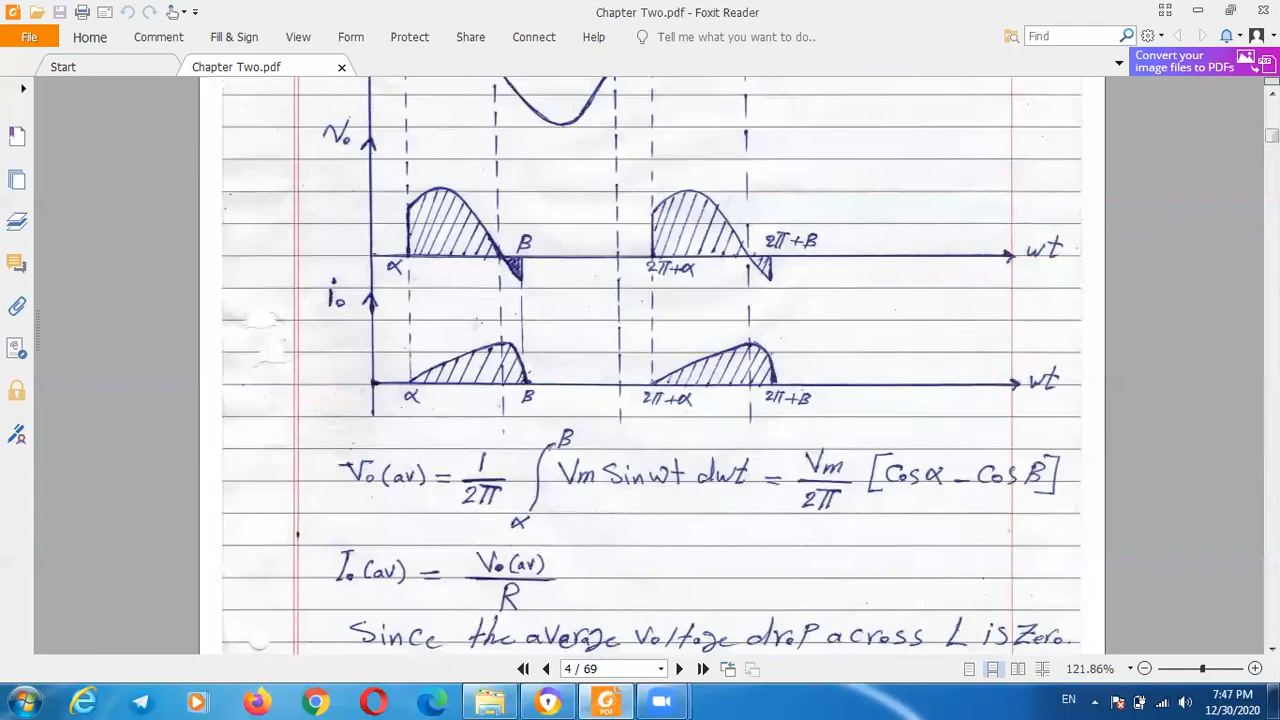 Chapter Two.pdf - Foxit Reader
File Home Comment Fill & Sign View Form Protect Share Connect Help Tell me what you want to do... Find
Start Chapter Two.pdf
Convert your
image files to PDFs
Vo
α β 2π+α 2π+β wt
io
α β 2π+α 2π+β wt
Vo(av) = 1/2π ∫α^β Vm Sinwt dwt = Vm/2π [Cosα - Cosβ]
Io(av) = Vo(av)/R
Since the average voltage drop across L is Zero.
4 / 69 121.86%
EN 7:47 PM
12/30/2020